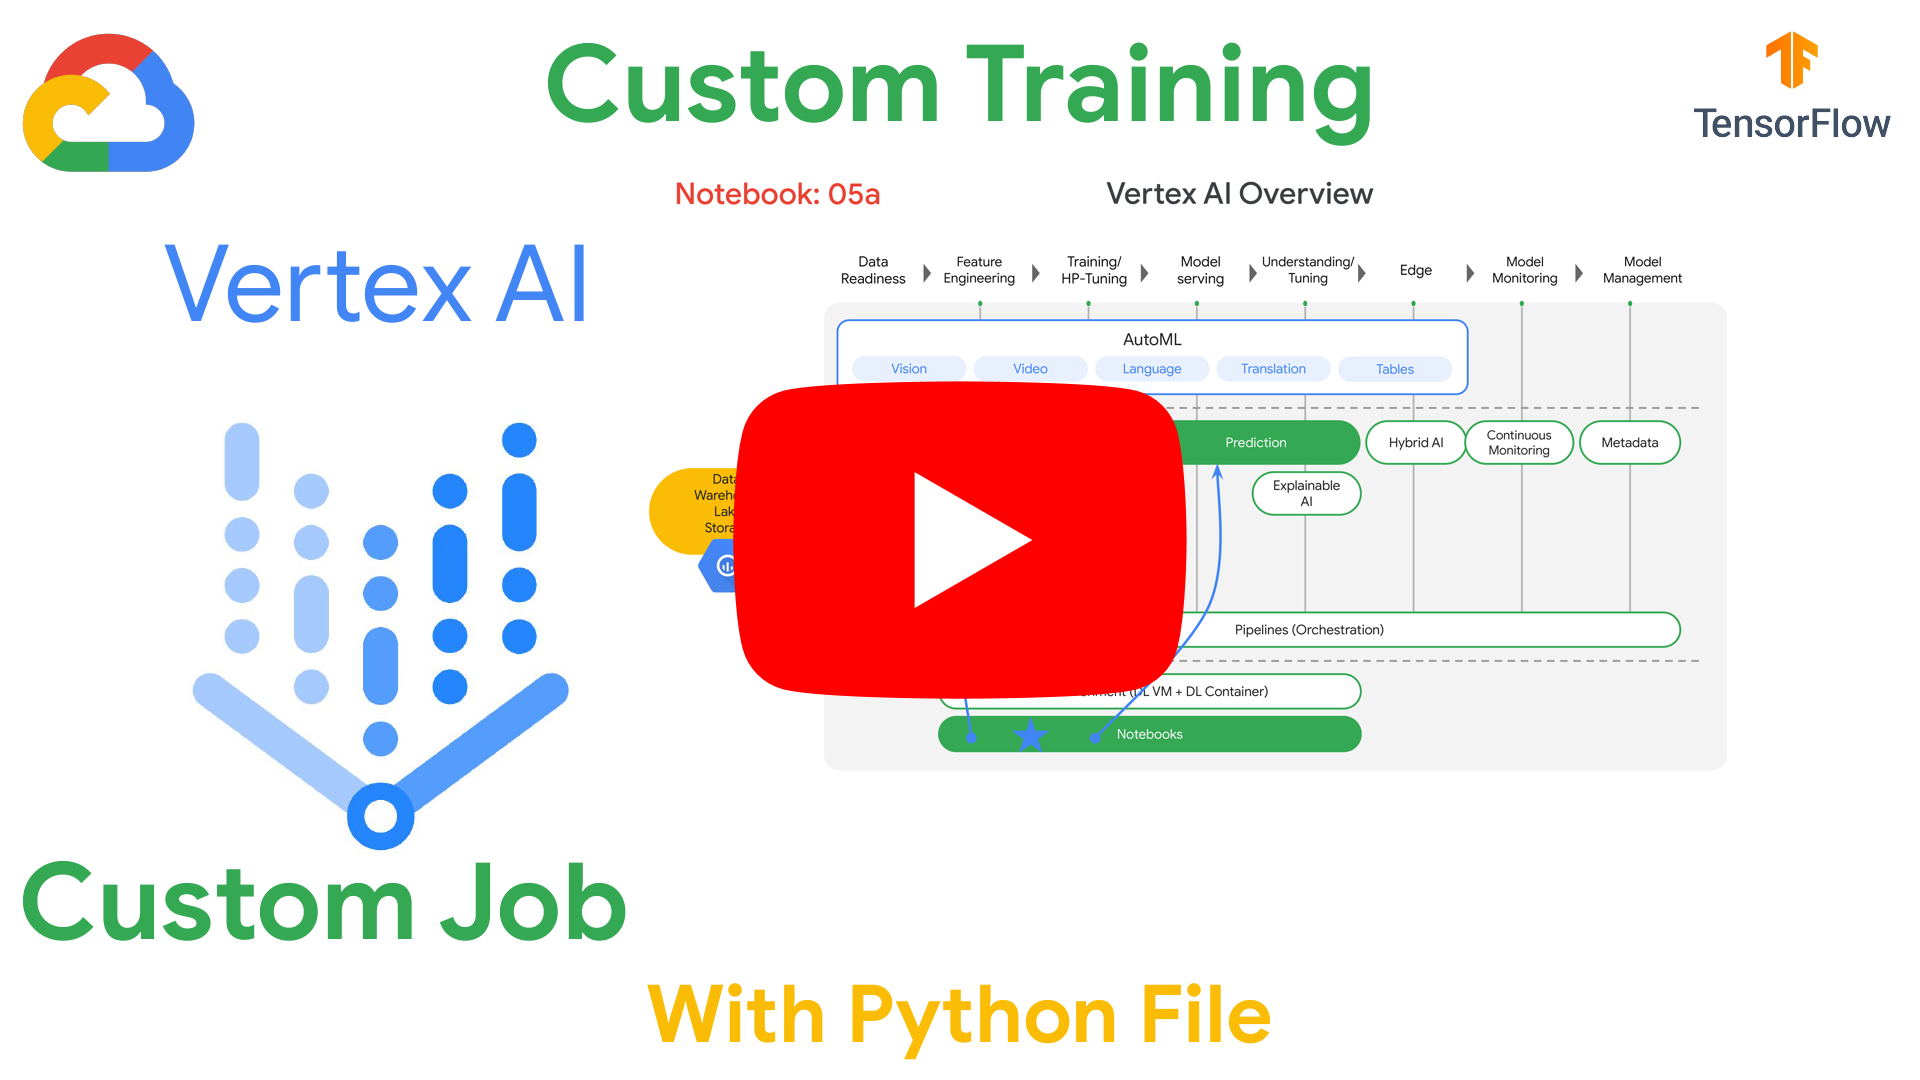 Custom Training
TensorFlow
Notebook: 05a
Vertex AI Overview
Vertex AI
Data
Readiness
Feature
Engineering
Training/
HP-Tuning
Model
serving
Understanding/
Tuning
Edge
Model
Monitoring
Model
Management
AutoML
Vision
Video
Language
Translation
Tables
Prediction
Hybrid AI
Continuous
Monitoring
Metadata
Explainable
AI
Data
Pipelines (Orchestration)
(DL VM + DL Container)
Notebooks
Custom Job
With Python File